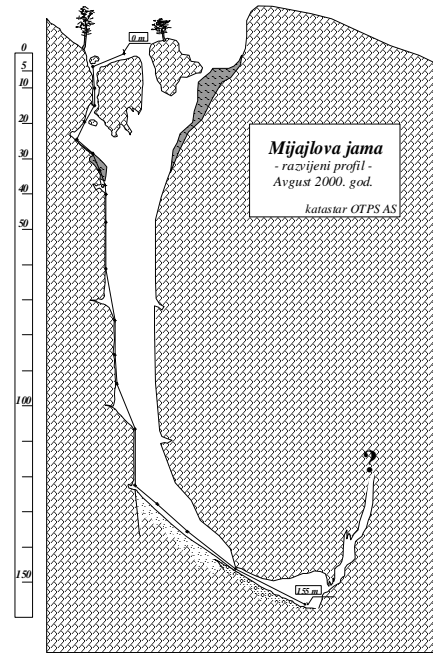 0 m
0
5
10
20
30
40
50
100
150
Mijajlova jama
- razvijeni profil -
Avgust 2000. god.
katastar OTPS AS
?
155 m